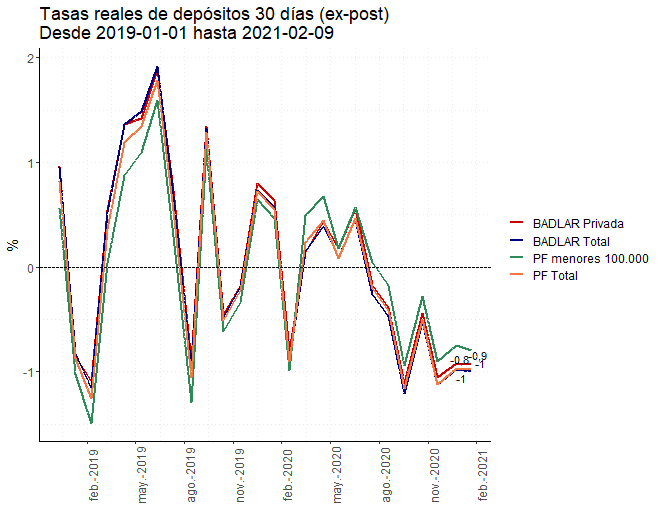 Tasas reales de depósitos 30 días (ex-post)
Desde 2019-01-01 hasta 2021-02-09
%
2
1
0
-1
-0.8
-0.9
-1
-1
feb.-2019
may.-2019
ago.-2019
nov.-2019
feb.-2020
may.-2020
ago.-2020
nov.-2020
feb.-2021
BADLAR Privada
BADLAR Total
PF menores 100.000
PF Total